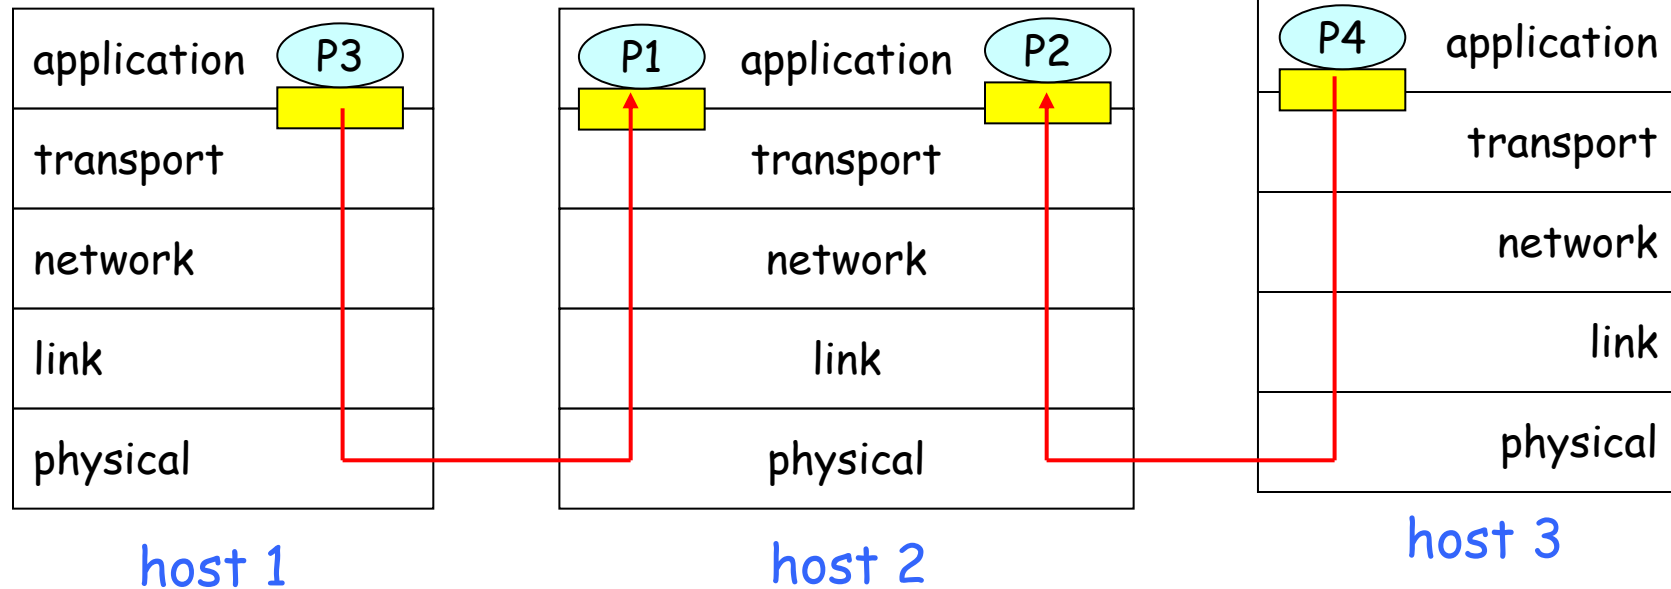 application P3
transport
network
link
physical
host 1
P1 application P2
transport
network
link
physical
host 2
P4 application
transport
network
link
physical
host 3